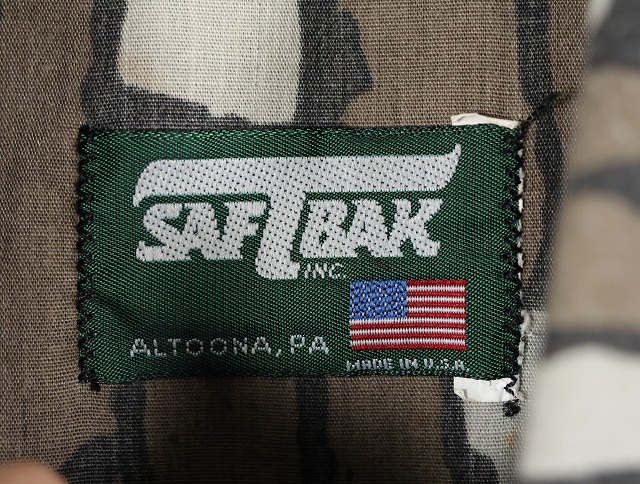 SAFTBAK
INC.
ALTOONA, PA
MADE IN U.S.A.